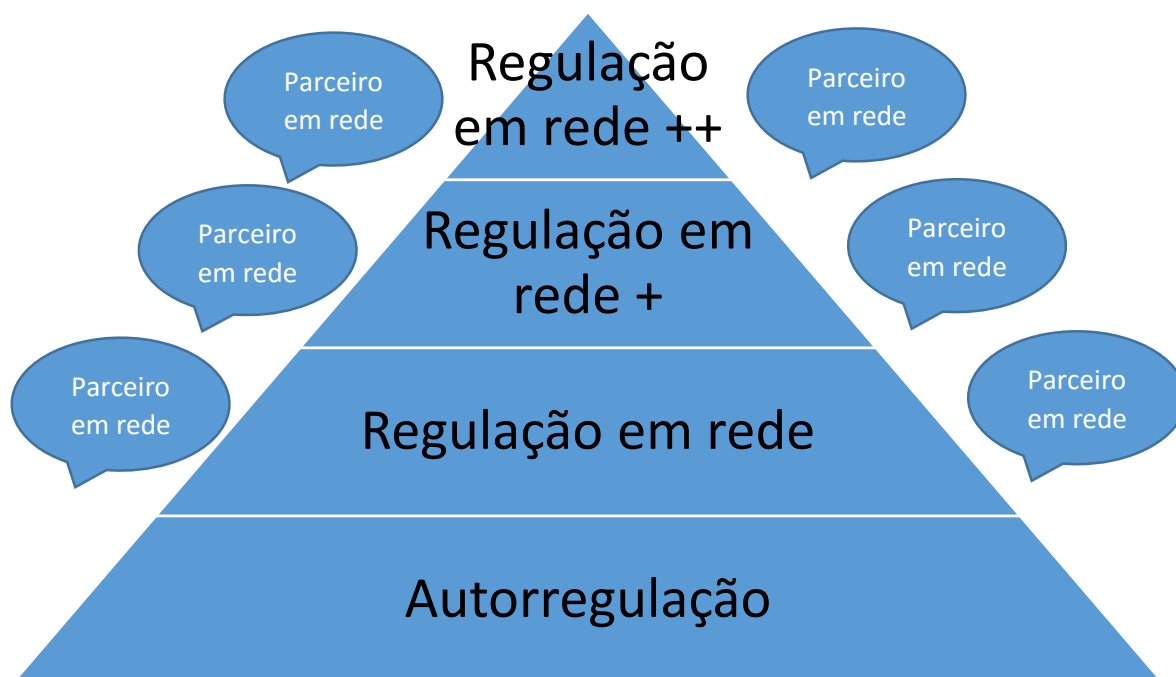 Regulação
em rede ++
Parceiro
em rede
Parceiro
em rede
Regulação em
rede +
Parceiro
em rede
Parceiro
em rede
Regulação em rede
Parceiro
em rede
Parceiro
em rede
Autorregulação